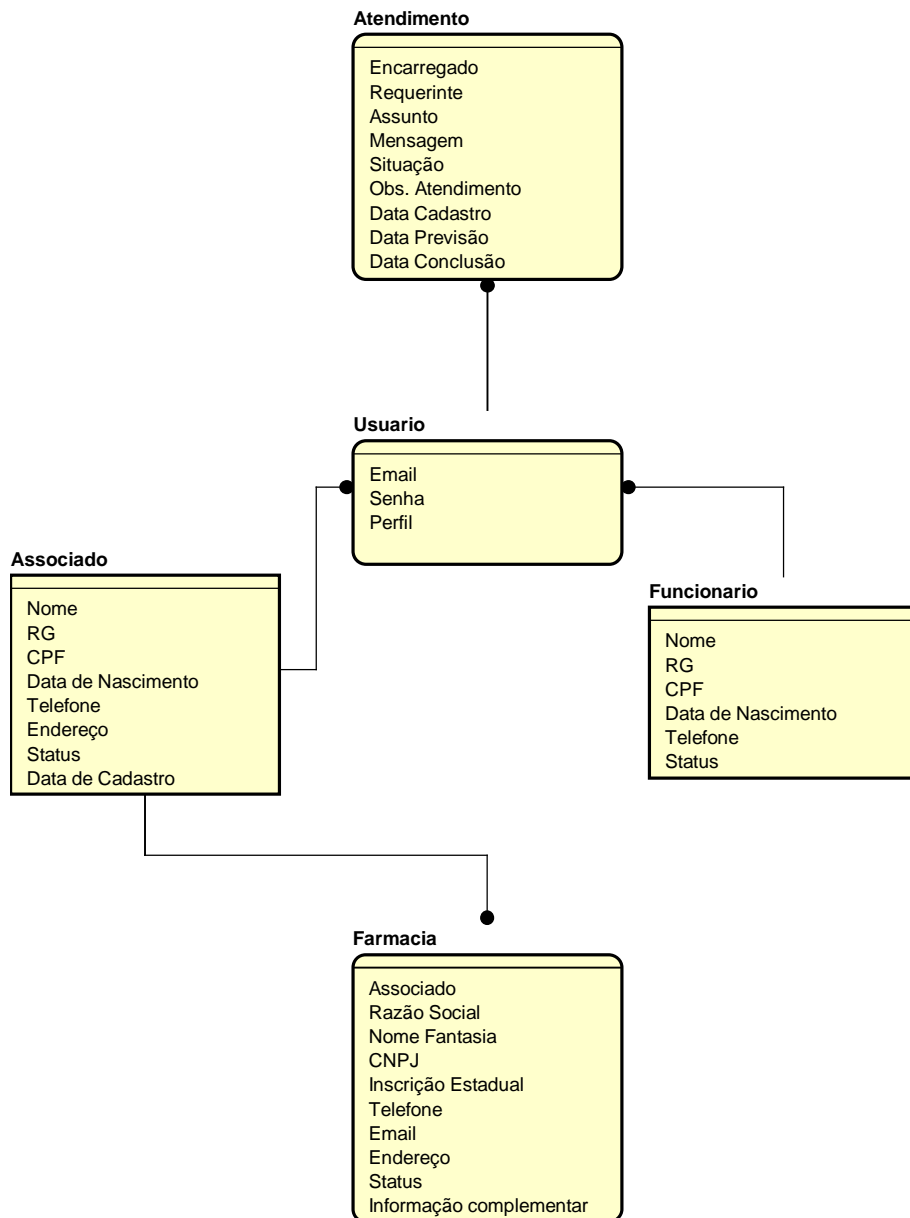 Atendimento
Encarregado
Requerinte
Assunto
Mensagem
Situação
Obs. Atendimento
Data Cadastro
Data Previsão
Data Conclusão
Usuario
Email
Senha
Perfil
Associado
Nome
RG
CPF
Data de Nascimento
Telefone
Endereço
Status
Data de Cadastro
Funcionario
Nome
RG
CPF
Data de Nascimento
Telefone
Status
Farmacia
Associado
Razão Social
Nome Fantasia
CNPJ
Inscrição Estadual
Telefone
Email
Endereço
Status
Informação complementar